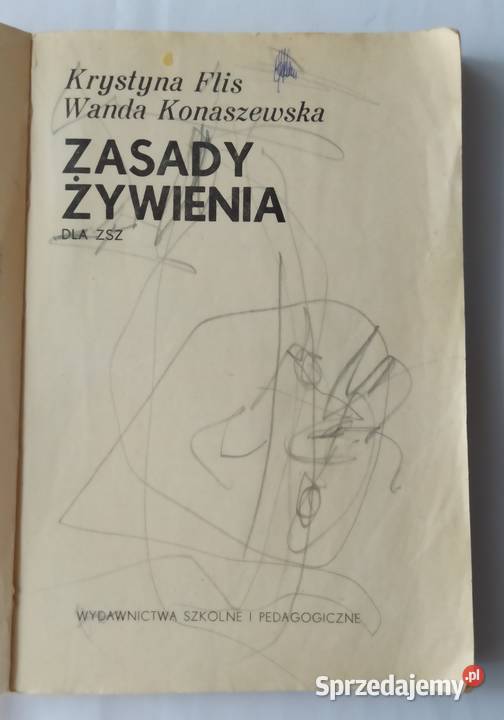 Krystyna Flis
Wanda Konaszewska
ZASADY
ŻYWIENIA
DLA ZSZ
WYDAWNICTWA SZKOLNE I PEDAGOGICZNE
Sprzedajemy.pl